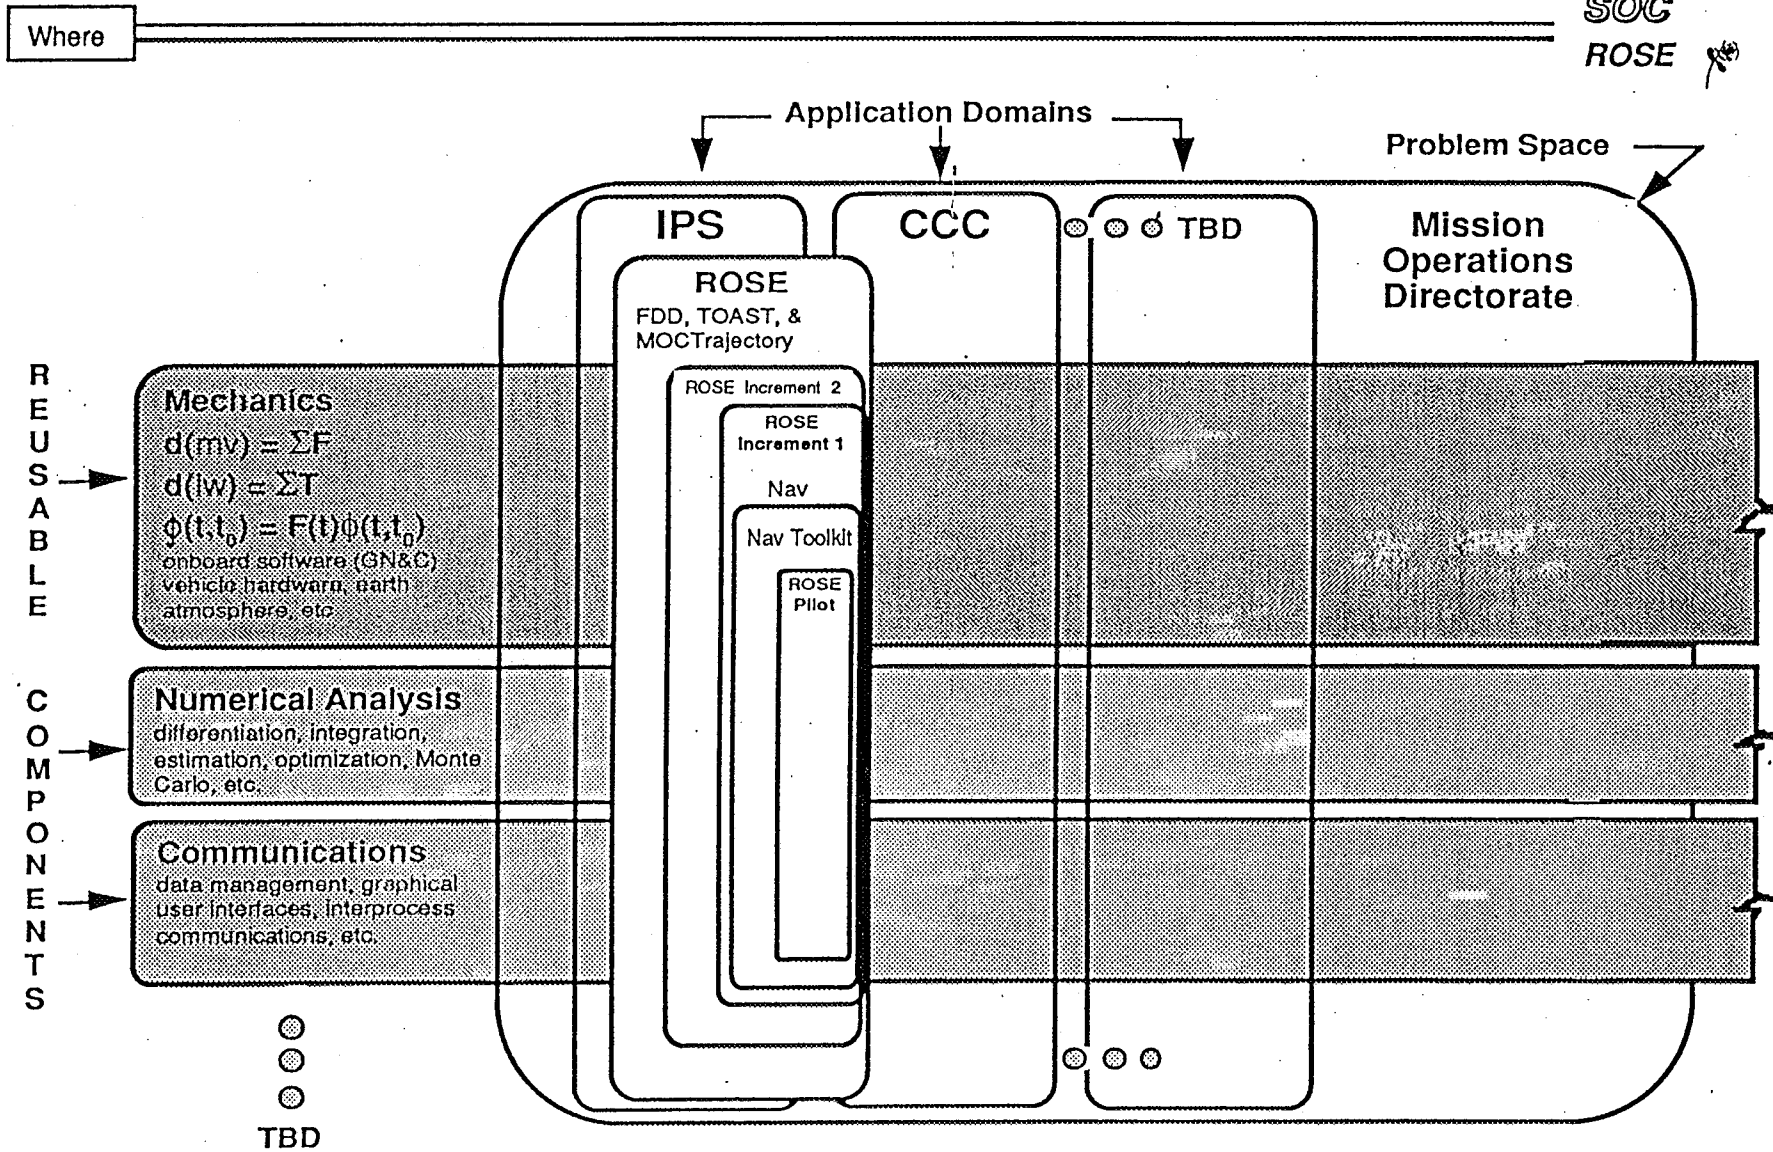 Where
SOC
ROSE
Application Domains
Problem Space
IPS
CCC
TBD
Mission
Operations
Directorate
ROSE
FDD, TOAST, &
MOCTrajectory
ROSE Increment 2
ROSE
Increment 1
Nav
Nav Toolkit
ROSE
Pilot
REUSABLE
COMPONENTS
Mechanics
d(mv) = ΣF
d(Iw) = ΣT
φ(t,t₀) = F(t)φ(t,t₀)
onboard software (GN&C)
vehicle hardware, earth
atmosphere, etc
Numerical Analysis
differentiation, integration,
estimation, optimization, Monte
Carlo, etc.
Communications
data management, graphical
user interfaces, interprocess
communications, etc.
TBD